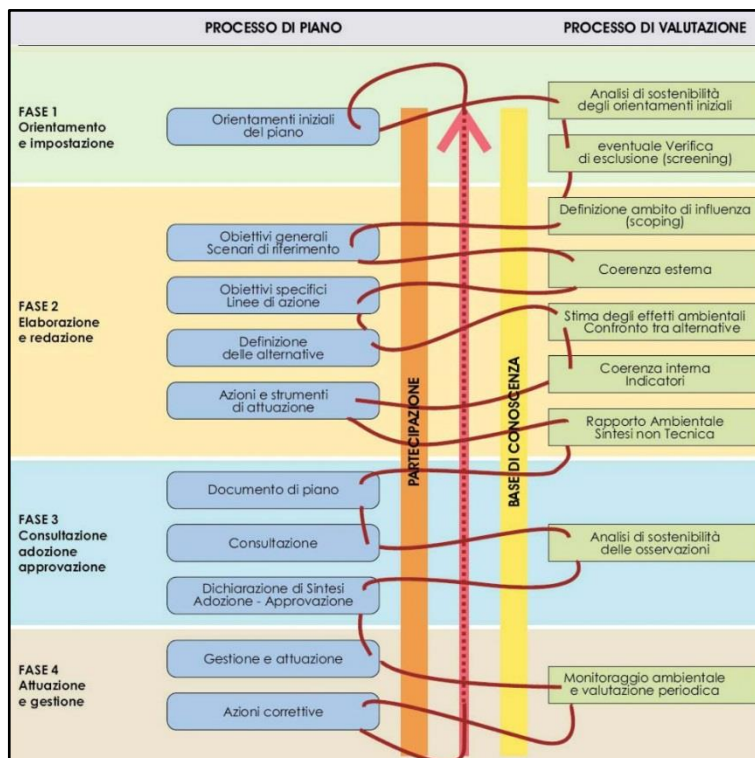 PROCESSO DI PIANO
PROCESSO DI VALUTAZIONE
FASE 1
Orientamento
e impostazione
Orientamenti iniziali
del piano
Analisi di sostenibilità
degli orientamenti iniziali
eventuale Verifica
di esclusione (screening)
FASE 2
Elaborazione
e redazione
Definizione ambito di influenza
(scoping)
Obiettivi generali
Scenari di riferimento
Coerenza esterna
Obiettivi specifici
Linee di azione
Stima degli effetti ambientali
Confronto tra alternative
Definizione
delle alternative
Coerenza interna
Indicatori
Azioni e strumenti
di attuazione
Rapporto Ambientale
Sintesi non Tecnica
PARTECIPAZIONE
BASE DI CONOSCENZA
FASE 3
Consultazione
adozione
approvazione
Documento di piano
Consultazione
Analisi di sostenibilità
delle osservazioni
Dichiarazione di Sintesi
Adozione - Approvazione
FASE 4
Attuazione
e gestione
Gestione e attuazione
Monitoraggio ambientale
e valutazione periodica
Azioni correttive